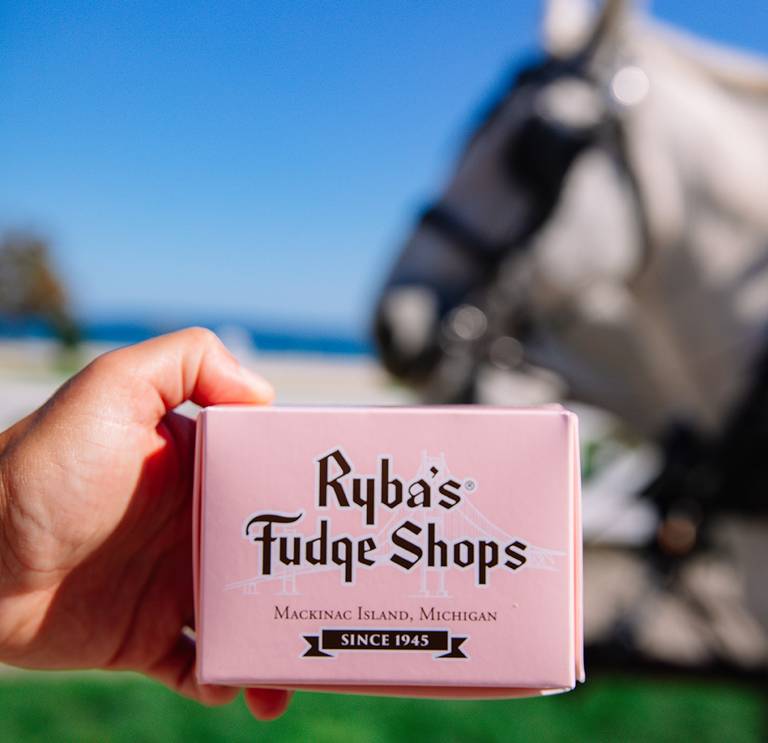 Ryba's®
Fudge Shops
Mackinac Island, Michigan
SINCE 1945